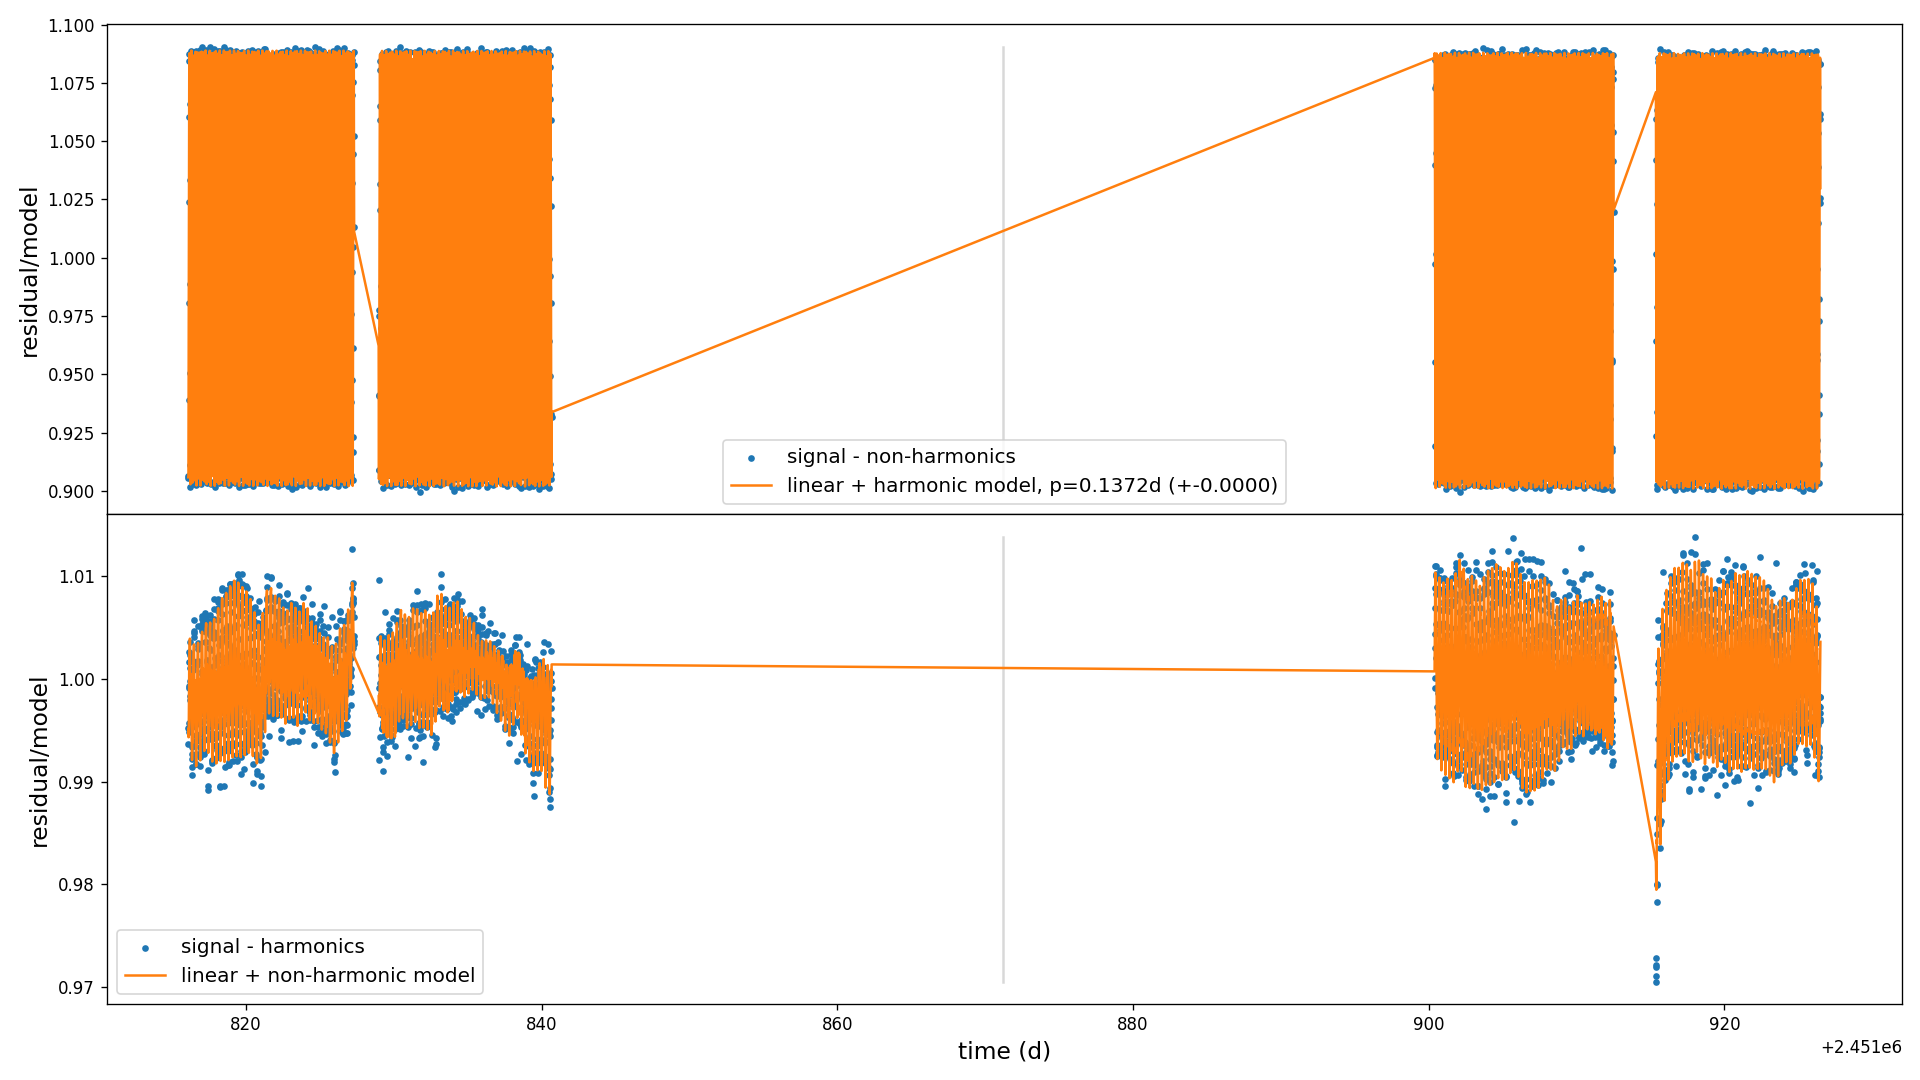 1.100
1.075
1.050
1.025
1.000
0.975
0.950
0.925
0.900
residual/model
signal - non-harmonics
linear + harmonic model, p=0.1372d (+-0.0000)
1.01
1.00
0.99
0.98
0.97
residual/model
signal - harmonics
linear + non-harmonic model
820 840 860 880 900 920
time (d)
+2.451e6